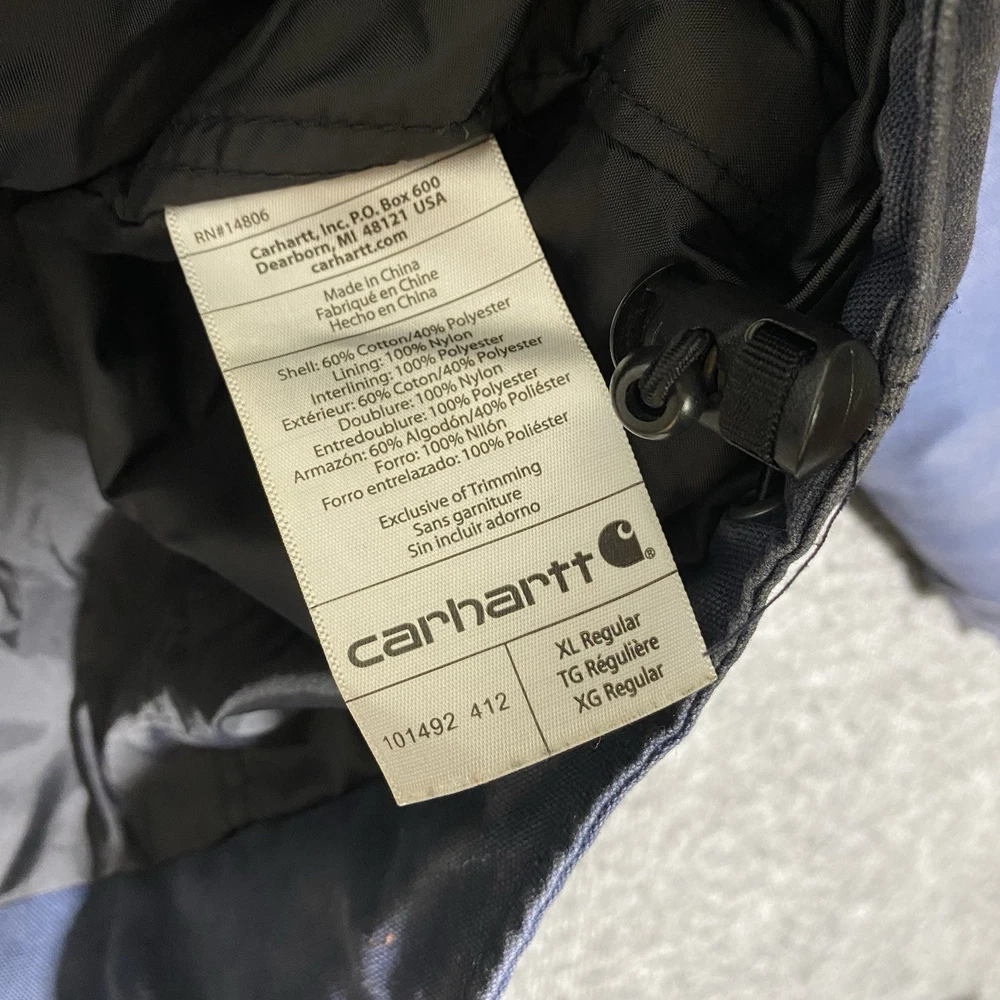 RN#14806
Carhartt, Inc. P.O. Box 600
Dearborn, MI 48121 USA
carhartt.com
Made in China
Fabriqué en Chine
Hecho en China
Shell: 60% Cotton/40% Polyester
Lining: 100% Nylon
Interlining: 100% Polyester
Extérieur: 60% Coton/40% Polyester
Doublure: 100% Nylon
Entredoublure: 100% Polyester
Armazón: 60% Algodón/40% Poliéster
Forro: 100% Nilón
Forro entrelazado: 100% Poliéster
Exclusive of Trimming
Sans garniture
Sin incluir adorno
carhartt ®
101492 412
XL Regular
TG Régulière
XG Regular